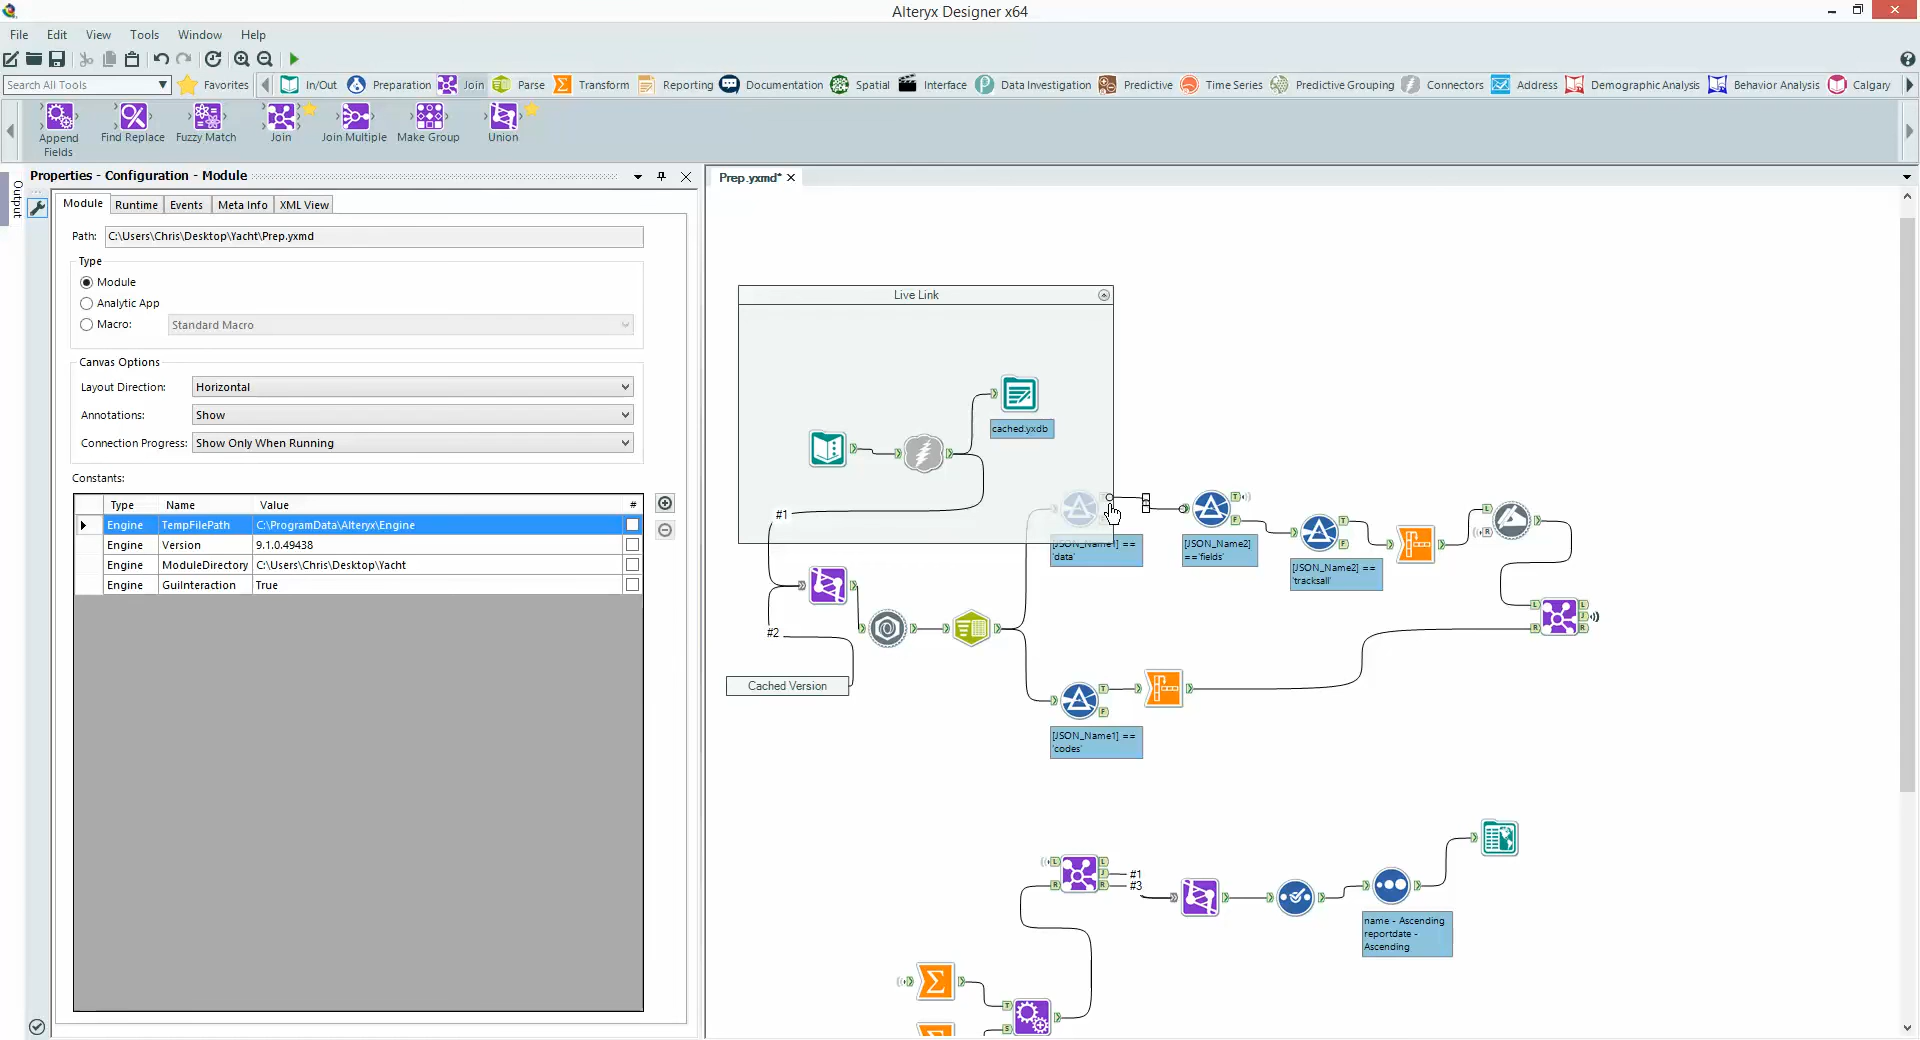 Alteryx Designer x64
File Edit View Tools Window Help
Search All Tools Favorites In/Out Preparation Join Parse Transform Reporting Documentation Spatial Interface Data Investigation Predictive Time Series Predictive Grouping Connectors Address Demographic Analysis Behavior Analysis Calgary
Append Fields
Find Replace
Fuzzy Match
Join
Join Multiple
Make Group
Union
Output
Properties - Configuration - Module
Module Runtime Events Meta Info XML View
Path: C:\Users\Chris\Desktop\Yacht\Prep.yxmd
Type
Module
Analytic App
Macro: Standard Macro
Canvas Options
Layout Direction: Horizontal
Annotations: Show
Connection Progress: Show Only When Running
Constants:
Type Name Value #
Engine TempFilePath C:\ProgramData\Alteryx\Engine
Engine Version 9.1.0.49438
Engine ModuleDirectory C:\Users\Chris\Desktop\Yacht
Engine GuiInteraction True
Prep.yxmd*
Live Link
cached.yxdb
#1
[JSON_Name1] ==
'data'
T
F
[JSON_Name2]
=='fields'
T
F
[JSON_Name2] ==
'tracksall'
L
R
L
R
L
J
R
#2
Cached Version
T
F
[JSON_Name1] ==
'codes'
L
R
L
J
R
#1
#3
name - Ascending
reportdate -
Ascending
T
S